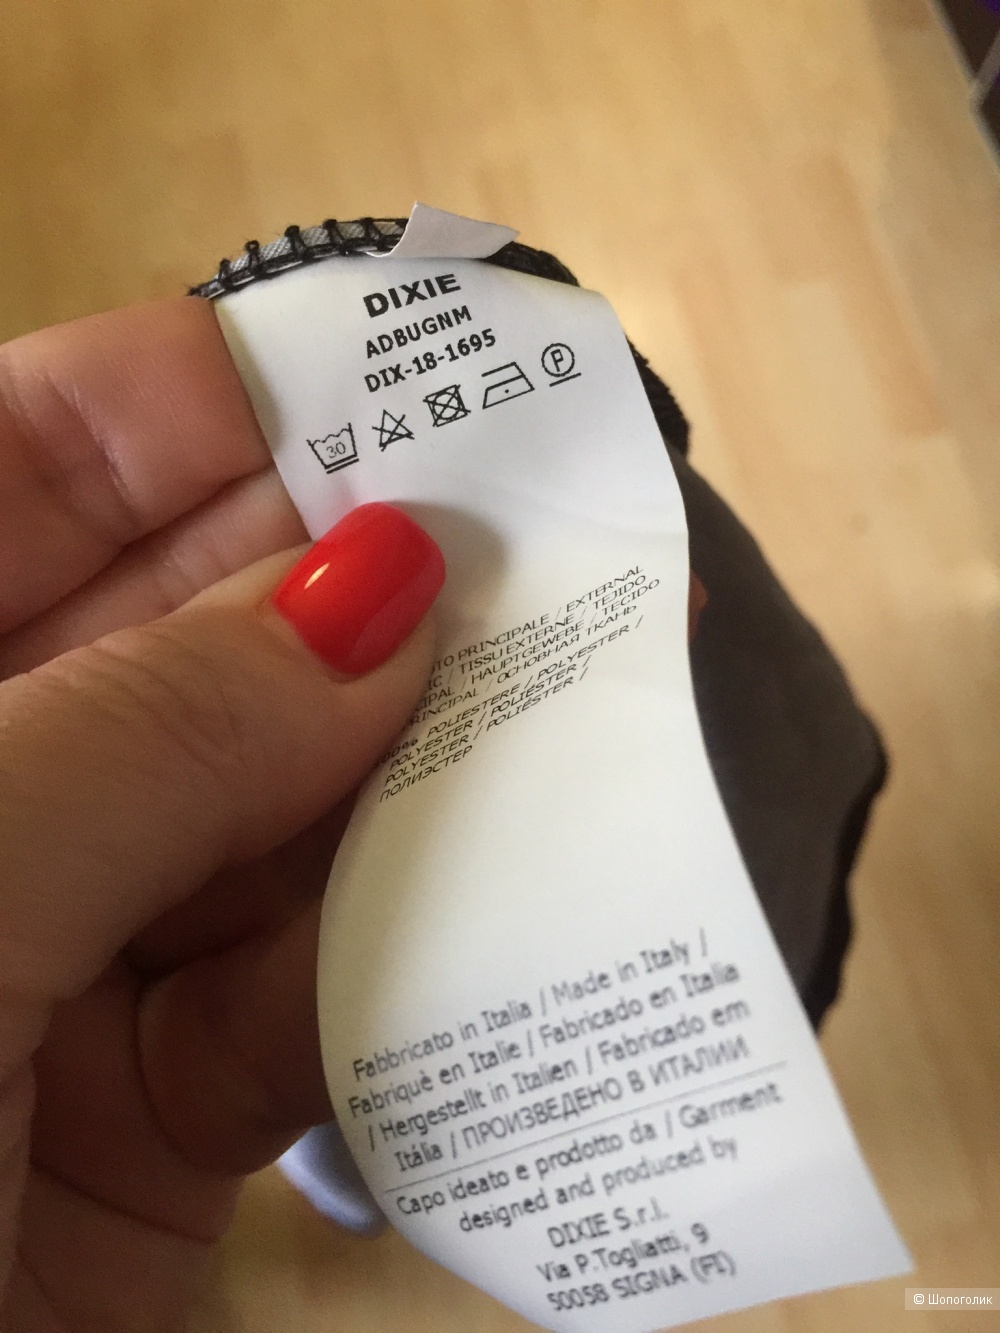 DIXIE
ADBUGNM
DIX-18-1695
30 P
PRINCIPALE / EXTERNAL
/ TISSU EXTERNE / TEJIDO
/ HAUPTGEWEBE / TECIDO
/ ОСНОВНАЯ ТКАНЬ
POLIESTERE / POLYESTER /
POLYESTER / POLIÉSTER /
POLYESTER / POLIÉSTER /
ПОЛИЭСТЕР
Fabbricato in Italia / Made in Italy /
Fabriquè en Italie / Fabricado en Italia
/ Hergestellt in Italien / Fabricado em
Itália / ПРОИЗВЕДЕНО В ИТАЛИИ
Capo ideato e prodotto da / Garment
designed and produced by
DIXIE S.r.l.
Via P.Togliatti, 9
50058 SIGNA (FI)
© Шопоголик